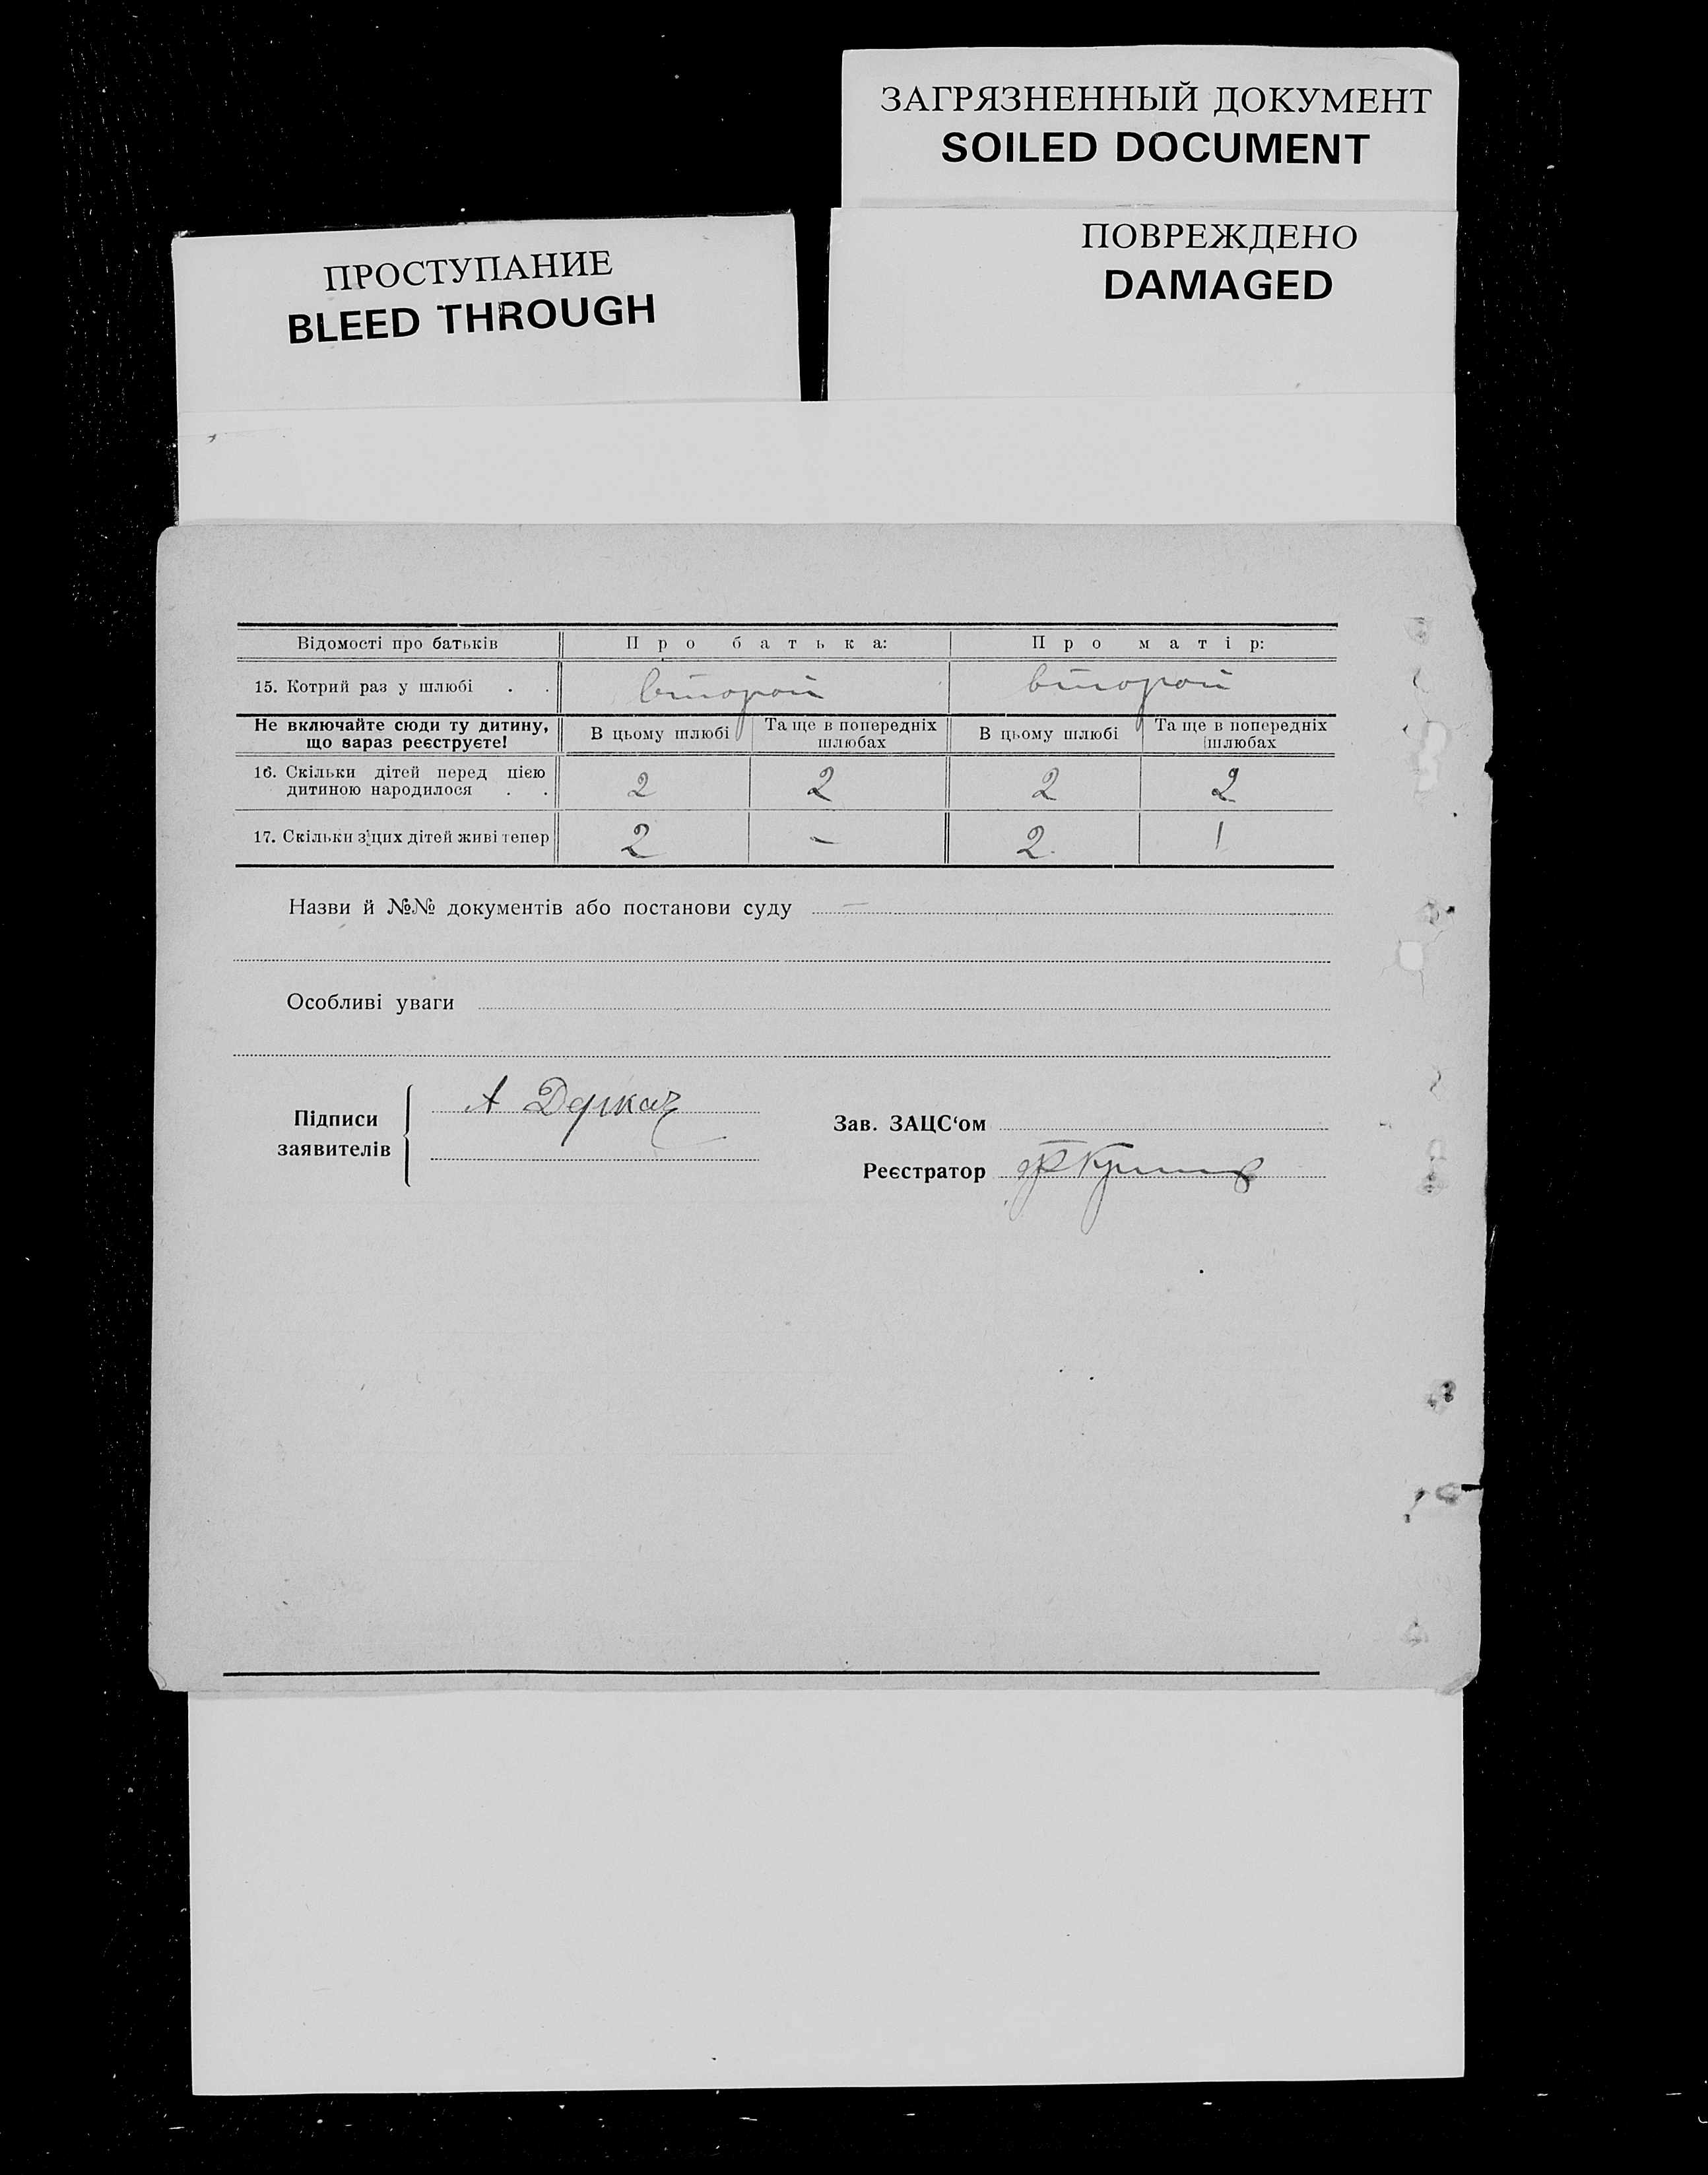 ЗАГРЯЗНЕННЫЙ ДОКУМЕНТ
SOILED DOCUMENT
ПОВРЕЖДЕНО
DAMAGED
ПРОСТУПАНИЕ
BLEED THROUGH
Відомості про батьків Про батька: Про матір:
15. Котрий раз у шлюбі . . второй второй
Не включайте сюди ту дитину, що зараз реєструєте! В цьому шлюбі Та ще в попередніх шлюбах В цьому шлюбі Та ще в попередніх шлюбах
16. Скільки дітей перед цією дитиною народилося . . 2 2 2 2
17. Скільки з цих дітей живі тепер 2 – 2 1
Назви й №№ документів або постанови суду —
Особливі уваги
Підписи заявителів А Деркач
Зав. ЗАЦС‘ом
Реєстратор